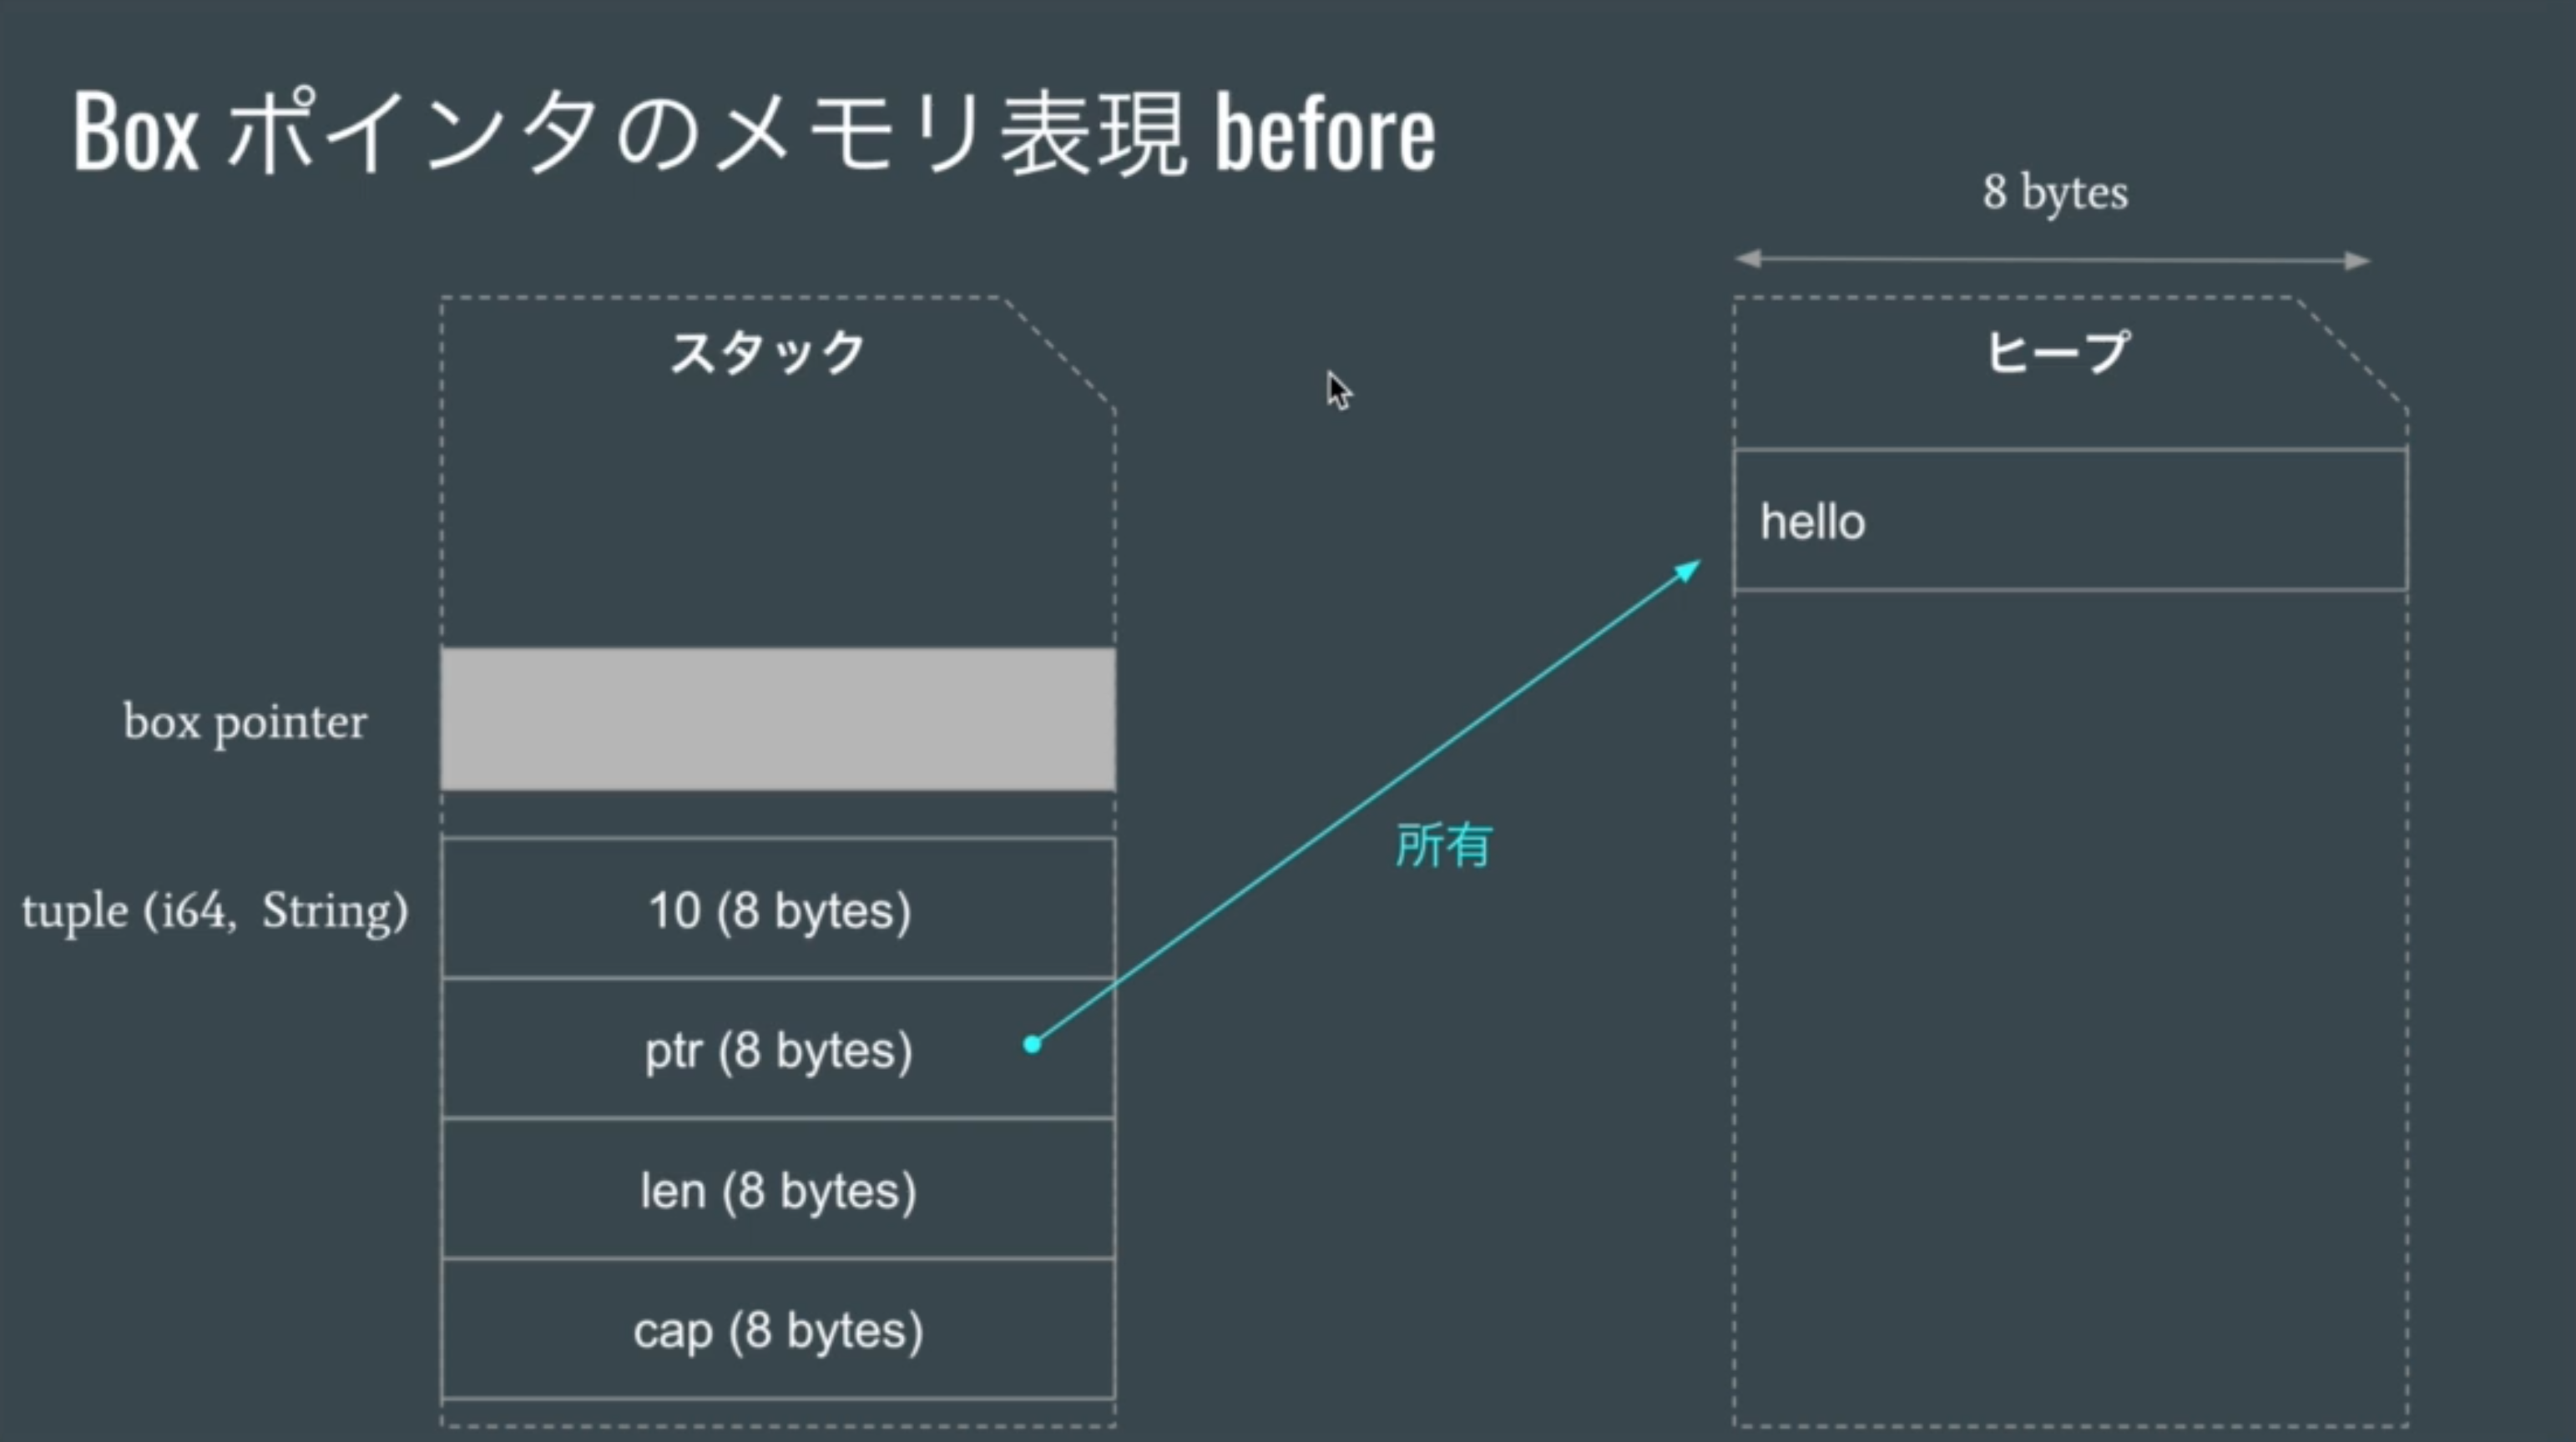 Box ポインタのメモリ表現 before
8 bytes
スタック
ヒープ
hello
box pointer
所有
tuple (i64, String)
10 (8 bytes)
ptr (8 bytes)
len (8 bytes)
cap (8 bytes)